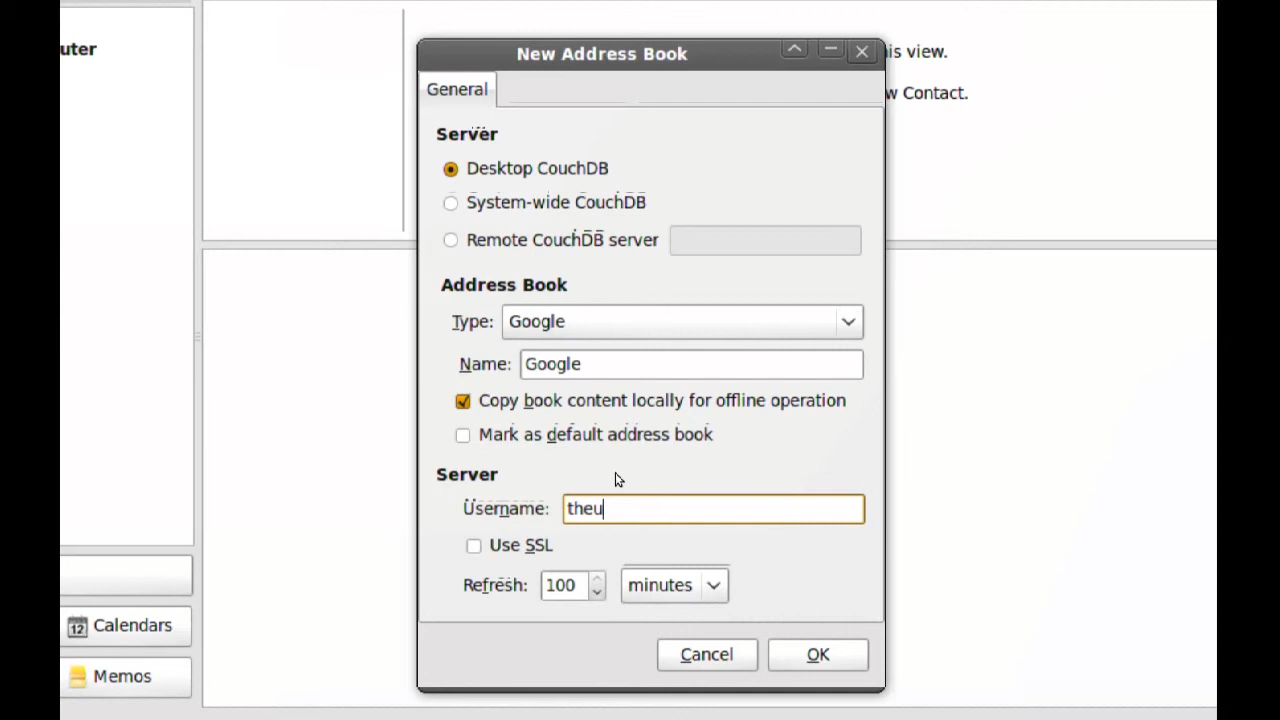 uter
his view.
w Contact.
New Address Book
General
Server
Desktop CouchDB
System-wide CouchDB
Remote CouchDB server
Address Book
Type: Google
Name: Google
Copy book content locally for offline operation
Mark as default address book
Server
Username: theu
Use SSL
Refresh: 100 minutes
Cancel OK
12 Calendars
Memos